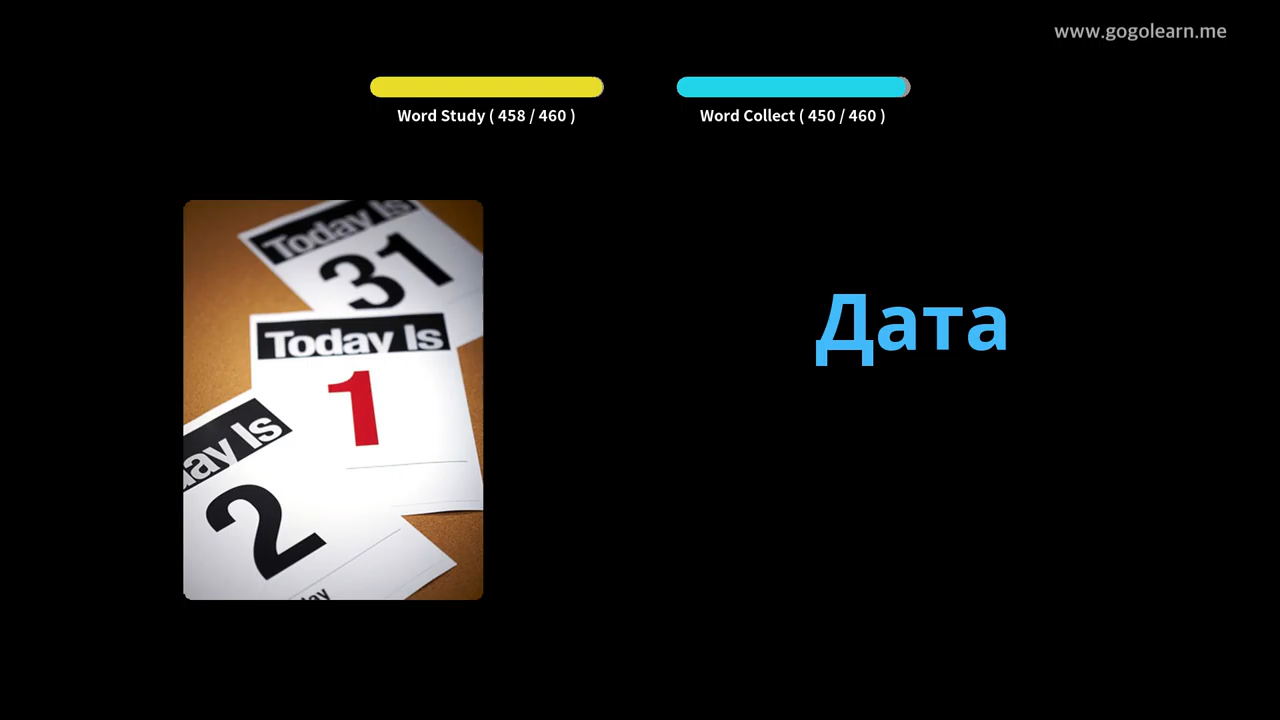 www.gogolearn.me
Word Study ( 458 / 460 )
Word Collect ( 450 / 460 )
Today Is
31
Today Is
1
ay Is
2
Дата